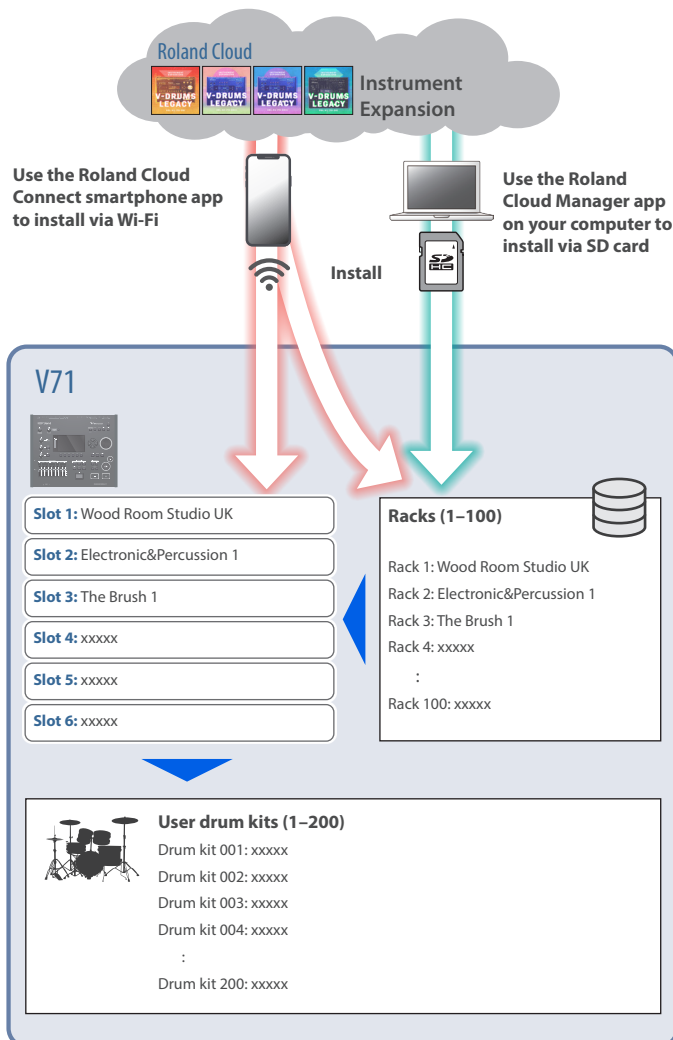 Roland Cloud
V-DRUMS
LEGACY
V-DRUMS
LEGACY
V-DRUMS
LEGACY
V-DRUMS
LEGACY
Instrument
Expansion
Use the Roland Cloud
Connect smartphone app
to install via Wi-Fi
Use the Roland
Cloud Manager app
on your computer to
install via SD card
Install
SD
HC
V71
Slot 1: Wood Room Studio UK
Slot 2: Electronic&Percussion 1
Slot 3: The Brush 1
Slot 4: xxxxx
Slot 5: xxxxx
Slot 6: xxxxx
Racks (1–100)
Rack 1: Wood Room Studio UK
Rack 2: Electronic&Percussion 1
Rack 3: The Brush 1
Rack 4: xxxxx
:
Rack 100: xxxxx
User drum kits (1–200)
Drum kit 001: xxxxx
Drum kit 002: xxxxx
Drum kit 003: xxxxx
Drum kit 004: xxxxx
:
Drum kit 200: xxxxx